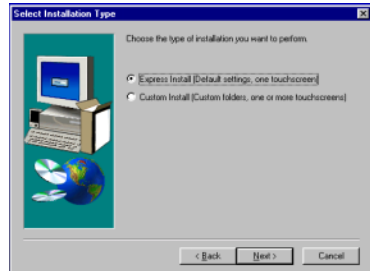 Select Installation Type
Choose the type of installation you want to perform.
Express Install (Default settings, one touchscreen)
Custom Install (Custom folders, one or more touchscreens)
< Back
Next >
Cancel